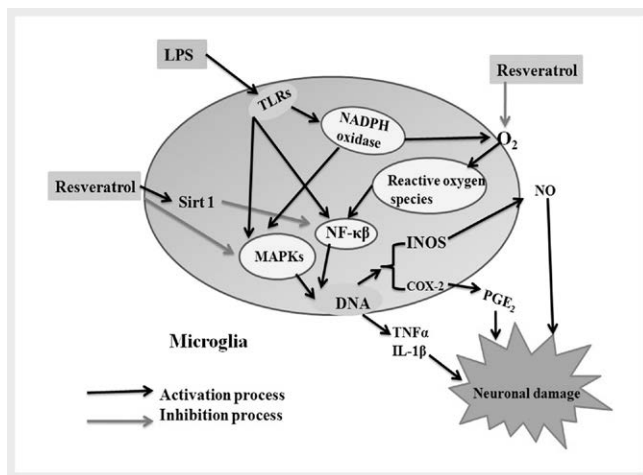 LPS
Resveratrol
TLRs
NADPH
oxidase
O2
Resveratrol
Sirt 1
Reactive oxygen
species
NO
NF-κβ
MAPKs
INOS
COX-2
DNA
PGE2
TNFα
IL-1β
Microglia
Neuronal damage
Activation process
Inhibition process